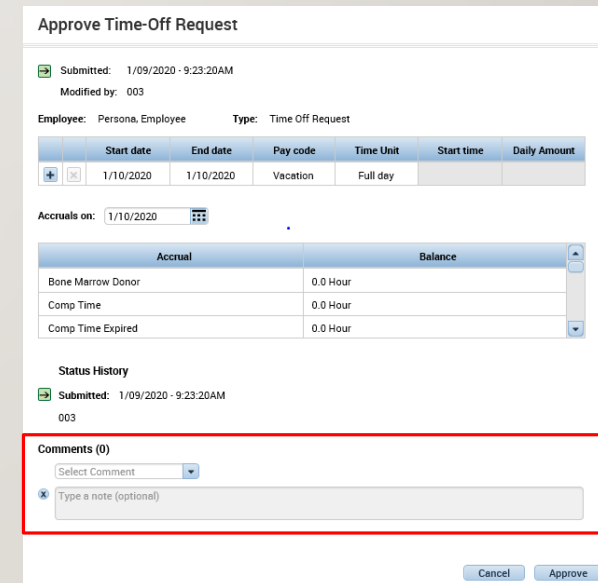 Approve Time-Off Request
Submitted: 1/09/2020 - 9:23:20AM
Modified by: 003
Employee: Persona, Employee Type: Time Off Request
Start date End date Pay code Time Unit Start time Daily Amount
1/10/2020 1/10/2020 Vacation Full day
Accruals on: 1/10/2020
Accrual Balance
Bone Marrow Donor 0.0 Hour
Comp Time 0.0 Hour
Comp Time Expired 0.0 Hour
Status History
Submitted: 1/09/2020 - 9:23:20AM
003
Comments (0)
Select Comment
Type a note (optional)
Cancel Approve